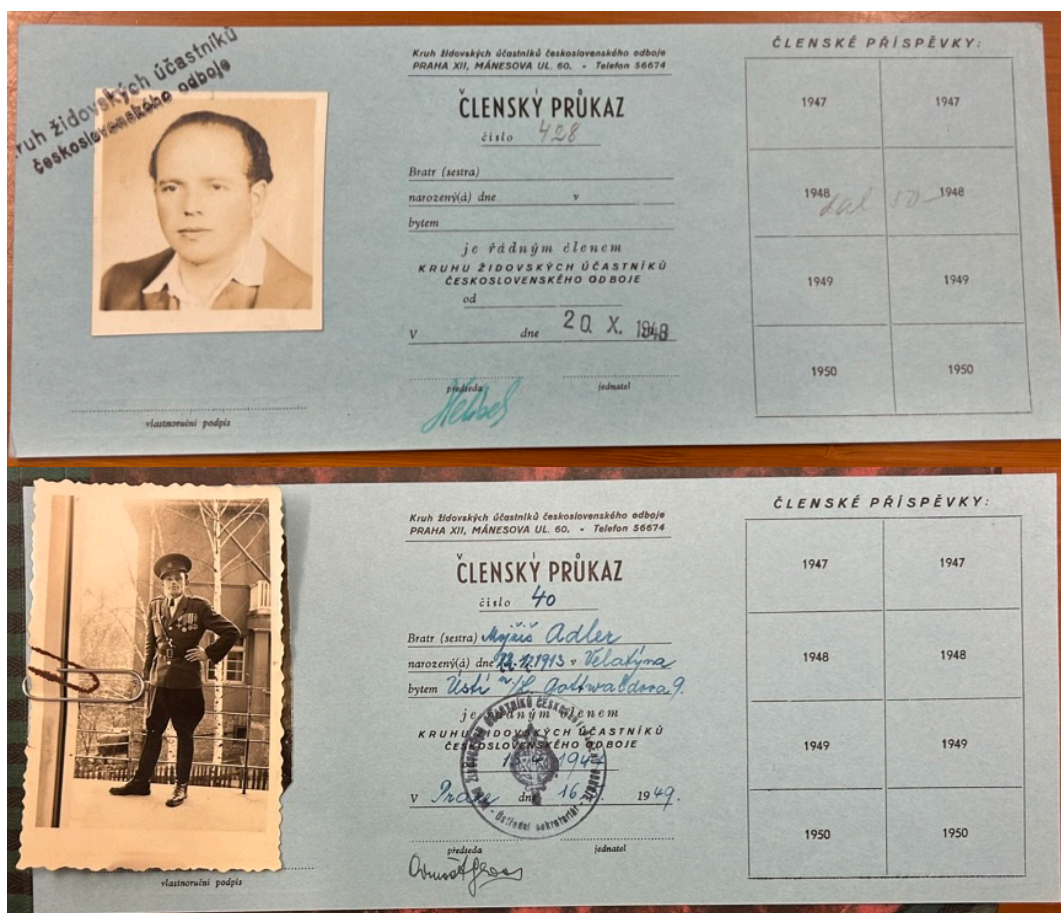 Kruh židovských účastníků
československého odboje
Kruh židovských účastníků československého odboje
PRAHA XII, MÁNESOVA UL. 60. - Telefon 56674
ČLENSKÝ PRŮKAZ
číslo 428
Bratr (sestra)
narozený(á) dne v
bytem
je řádným členem
KRUHU ŽIDOVSKÝCH ÚČASTNÍKŮ
ČESKOSLOVENSKÉHO ODBOJE
od
V dne 20. X. 1948
předseda jednatel
vlastnoruční podpis
ČLENSKÉ PŘÍSPĚVKY:
1947 1947
1948 1948
1949 1949
1950 1950
Kruh židovských účastníků československého odboje
PRAHA XII, MÁNESOVA UL. 60. - Telefon 56674
ČLENSKÝ PRŮKAZ
číslo 40
Bratr (sestra) Mojžíš Adler
narozený(á) dne 1913 v Velatýna
bytem Ústí n/L. Gottwaldova 9.
je řádným členem
KRUHU ŽIDOVSKÝCH ÚČASTNÍKŮ
ČESKOSLOVENSKÉHO ODBOJE
1947
V Praze dne 16. 1949.
Ústřední sekretariát
předseda jednatel
vlastnoruční podpis
ČLENSKÉ PŘÍSPĚVKY:
1947 1947
1948 1948
1949 1949
1950 1950